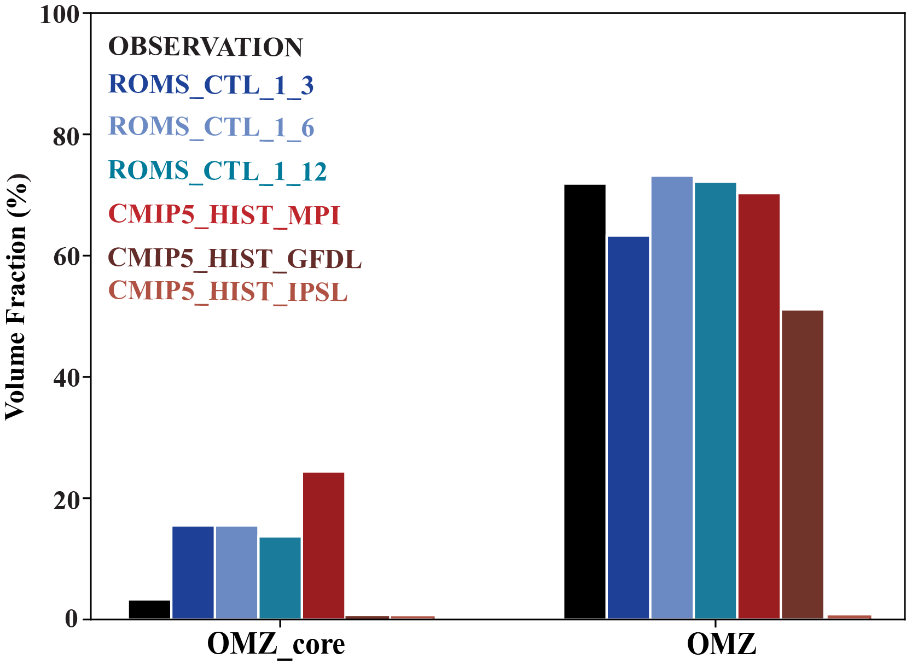 100
80
60
40
20
0
Volume Fraction (%)
OBSERVATION
ROMS_CTL_1_3
ROMS_CTL_1_6
ROMS_CTL_1_12
CMIP5_HIST_MPI
CMIP5_HIST_GFDL
CMIP5_HIST_IPSL
OMZ_core
OMZ